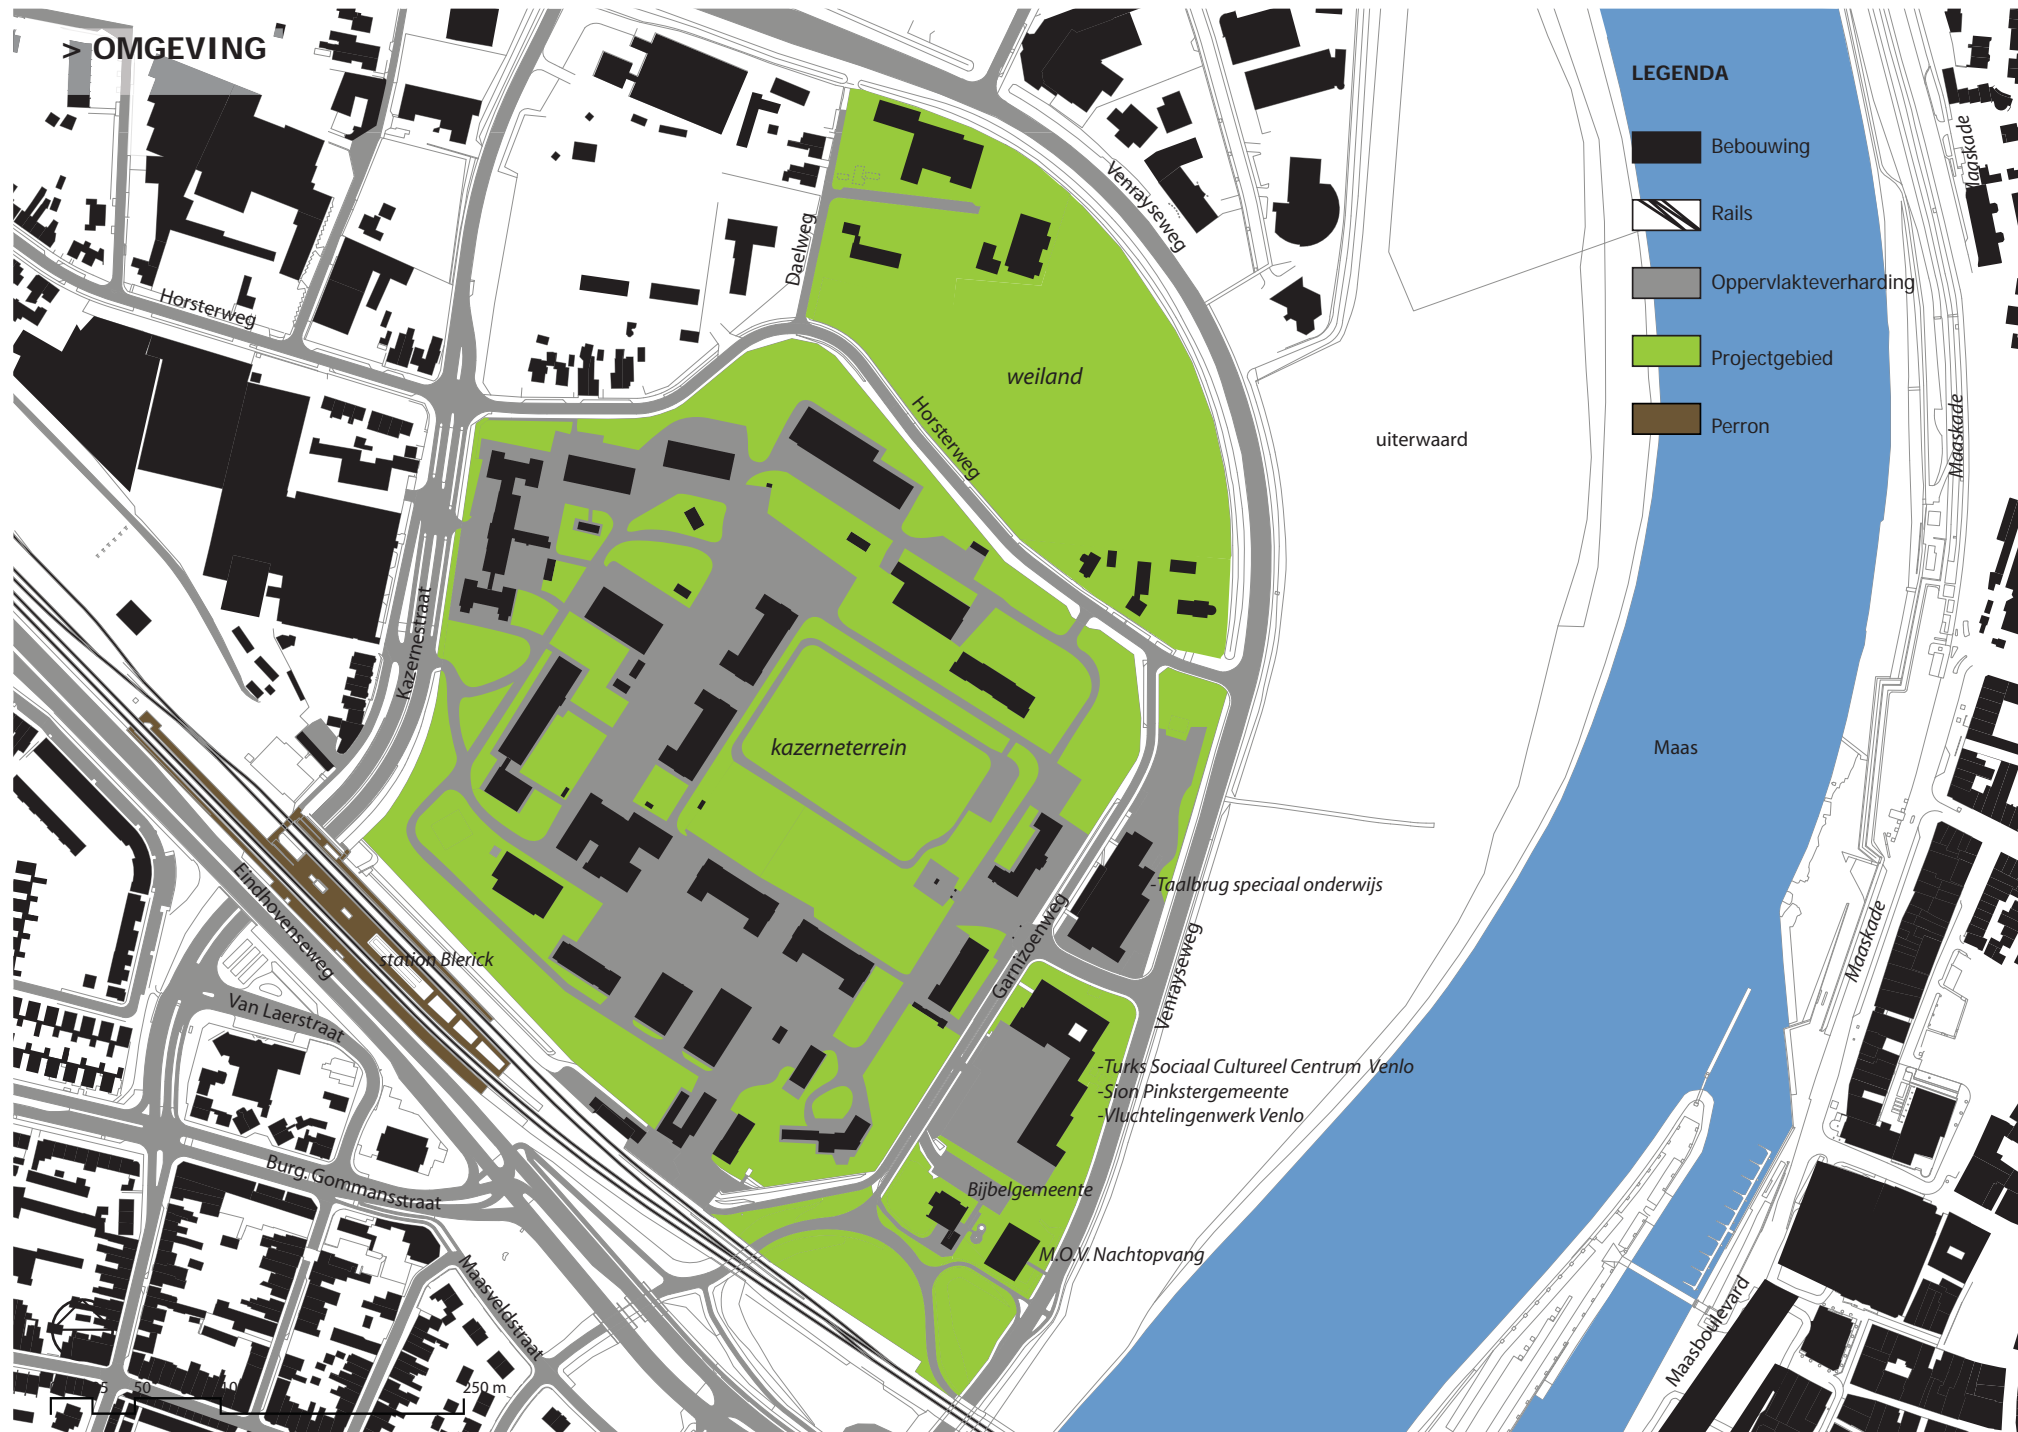 > OMGEVING
LEGENDA
Bebouwing
Rails
Oppervlakteverharding
Projectgebied
Perron
Maaskade
Maaskade
Maaskade
Maaskade
Venrayseweg
Daelweg
Horsterweg
weiland
Horsterweg
uiterwaard
Kazernestraat
kazerneterrein
Maas
-Taalbrug speciaal onderwijs
Eindhovenseweg
station Blerick
Garnizoenweg
Venrayseweg
Van Laerstraat
-Turks Sociaal Cultureel Centrum Venlo
-Sion Pinkstergemeente
-Vluchtelingenwerk Venlo
Burg. Gommansstraat
Bijbelgemeente
M.O.V. Nachtopvang
Maasveldstraat
Maasboulevard
50
250 m